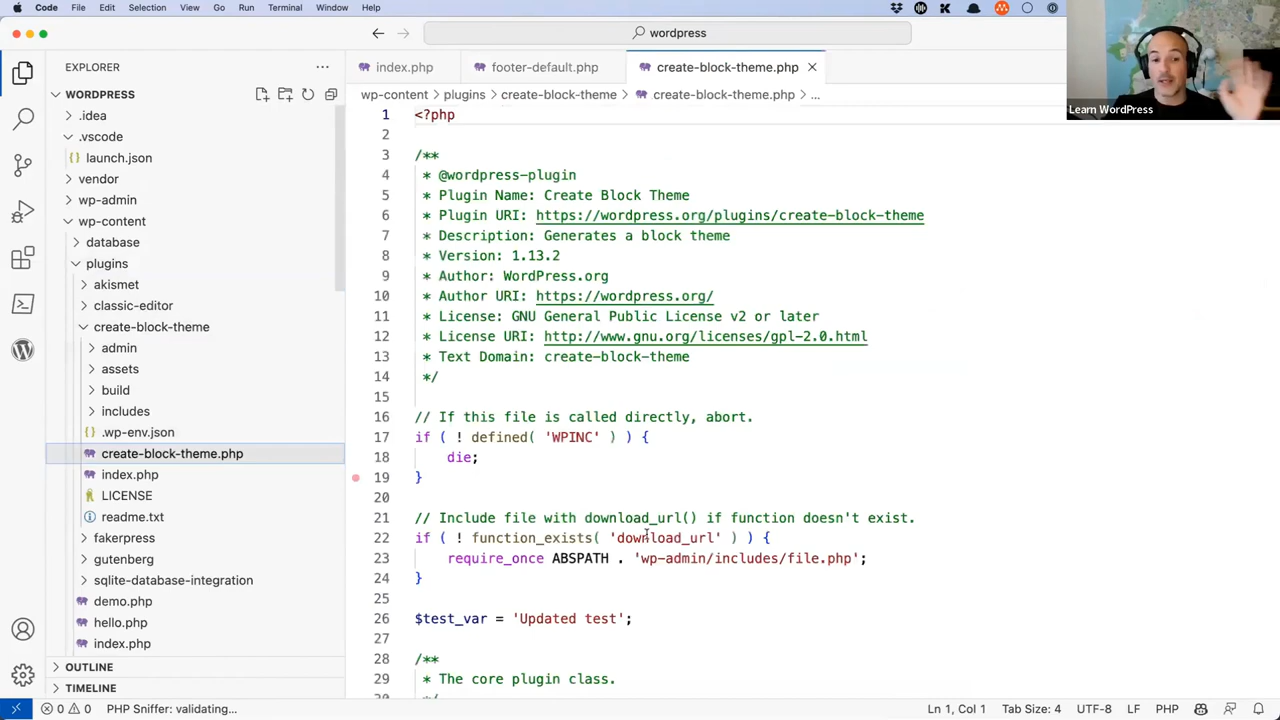 Code File Edit Selection View Go Run Terminal Window Help
wordpress
Learn WordPress
EXPLORER
WORDPRESS
.idea
.vscode
launch.json
vendor
wp-admin
wp-content
database
plugins
akismet
classic-editor
create-block-theme
admin
assets
build
includes
.wp-env.json
create-block-theme.php
index.php
LICENSE
readme.txt
fakerpress
gutenberg
sqlite-database-integration
demo.php
hello.php
index.php
OUTLINE
TIMELINE
index.php footer-default.php create-block-theme.php
wp-content > plugins > create-block-theme > create-block-theme.php > ...
1 <?php
2
3 /**
4 * @wordpress-plugin
5 * Plugin Name: Create Block Theme
6 * Plugin URI: https://wordpress.org/plugins/create-block-theme
7 * Description: Generates a block theme
8 * Version: 1.13.2
9 * Author: WordPress.org
10 * Author URI: https://wordpress.org/
11 * License: GNU General Public License v2 or later
12 * License URI: http://www.gnu.org/licenses/gpl-2.0.html
13 * Text Domain: create-block-theme
14 */
15
16 // If this file is called directly, abort.
17 if ( ! defined( 'WPINC' ) ) {
18 die;
19 }
20
21 // Include file with download_url() if function doesn't exist.
22 if ( ! function_exists( 'download_url' ) ) {
23 require_once ABSPATH . 'wp-admin/includes/file.php';
24 }
25
26 $test_var = 'Updated test';
27
28 /**
29 * The core plugin class.
0 0 PHP Sniffer: validating... Ln 1, Col 1 Tab Size: 4 UTF-8 LF PHP